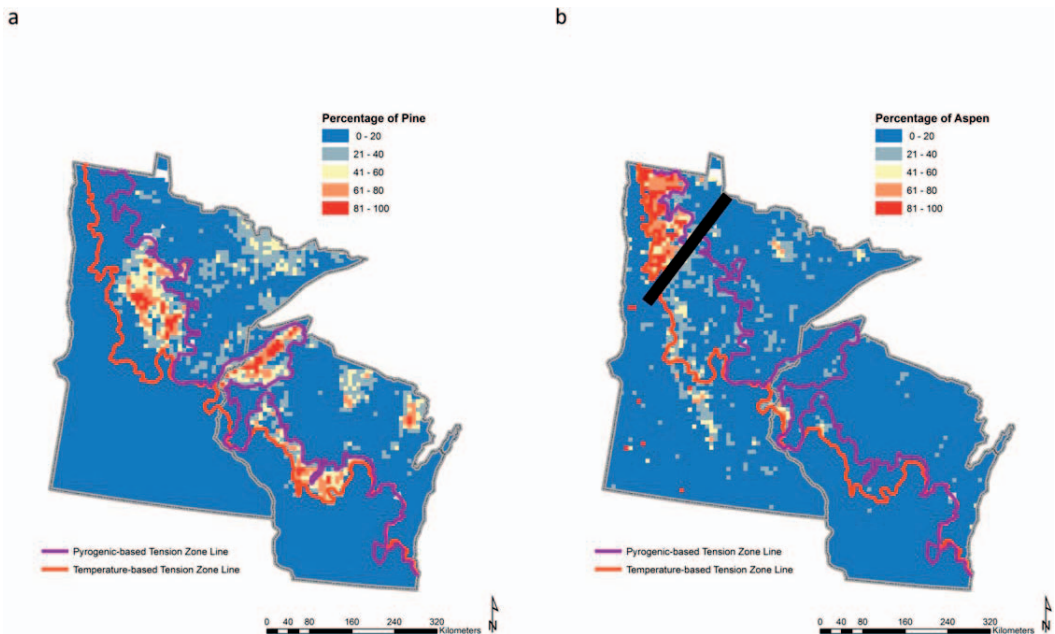 a
b
Percentage of Pine
0 - 20
21 - 40
41 - 60
61 - 80
81 - 100
Pyrogenic-based Tension Zone Line
Temperature-based Tension Zone Line
0 20 40 80 160 240 320
Kilometers
N
Percentage of Aspen
0 - 20
21 - 40
41 - 60
61 - 80
81 - 100
Pyrogenic-based Tension Zone Line
Temperature-based Tension Zone Line
0 20 40 80 160 240 320
Kilometers
N